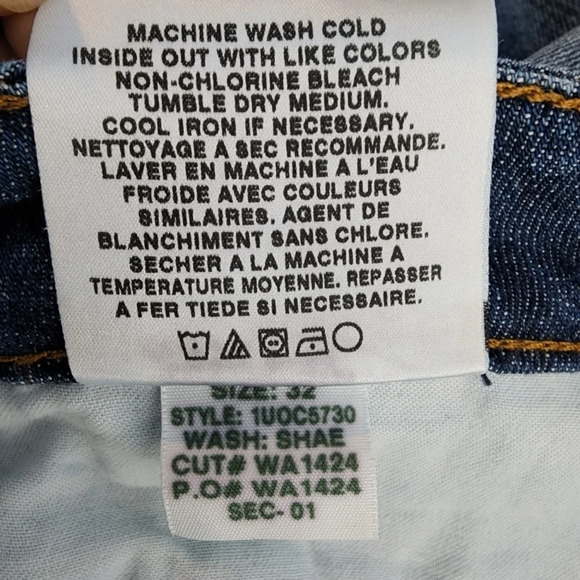 MACHINE WASH COLD
INSIDE OUT WITH LIKE COLORS
NON-CHLORINE BLEACH
TUMBLE DRY MEDIUM.
COOL IRON IF NECESSARY.
NETTOYAGE A SEC RECOMMANDE.
LAVER EN MACHINE A L'EAU
FROIDE AVEC COULEURS
SIMILAIRES. AGENT DE
BLANCHIMENT SANS CHLORE.
SECHER A LA MACHINE A
TEMPERATURE MOYENNE. REPASSER
A FER TIEDE SI NECESSAIRE.
SIZE: 32
STYLE: 1UOC5730
WASH: SHAE
CUT# WA1424
P.O# WA1424
SEC- 01